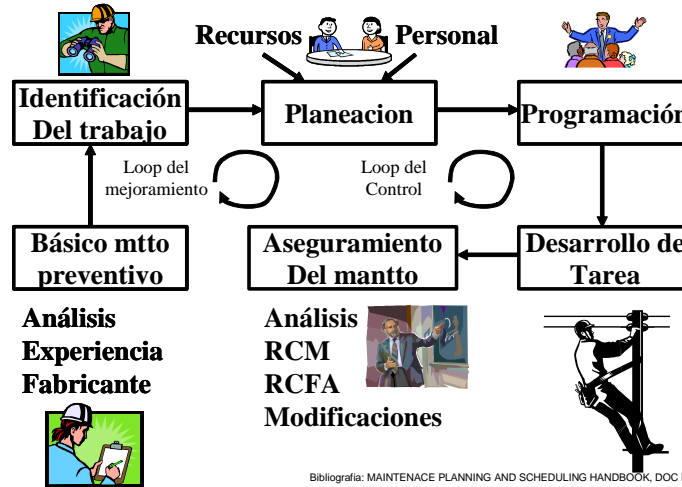 Recursos
Personal
Identificación
Del trabajo
Planeacion
Programación
Loop del
mejoramiento
Loop del
Control
Básico mtto
preventivo
Aseguramiento
Del mantto
Desarrollo de
Tarea
Análisis
Experiencia
Fabricante
Análisis
RCM
RCFA
Modificaciones
Bibliografia: MAINTENACE PLANNING AND SCHEDULING HANDBOOK, DOC